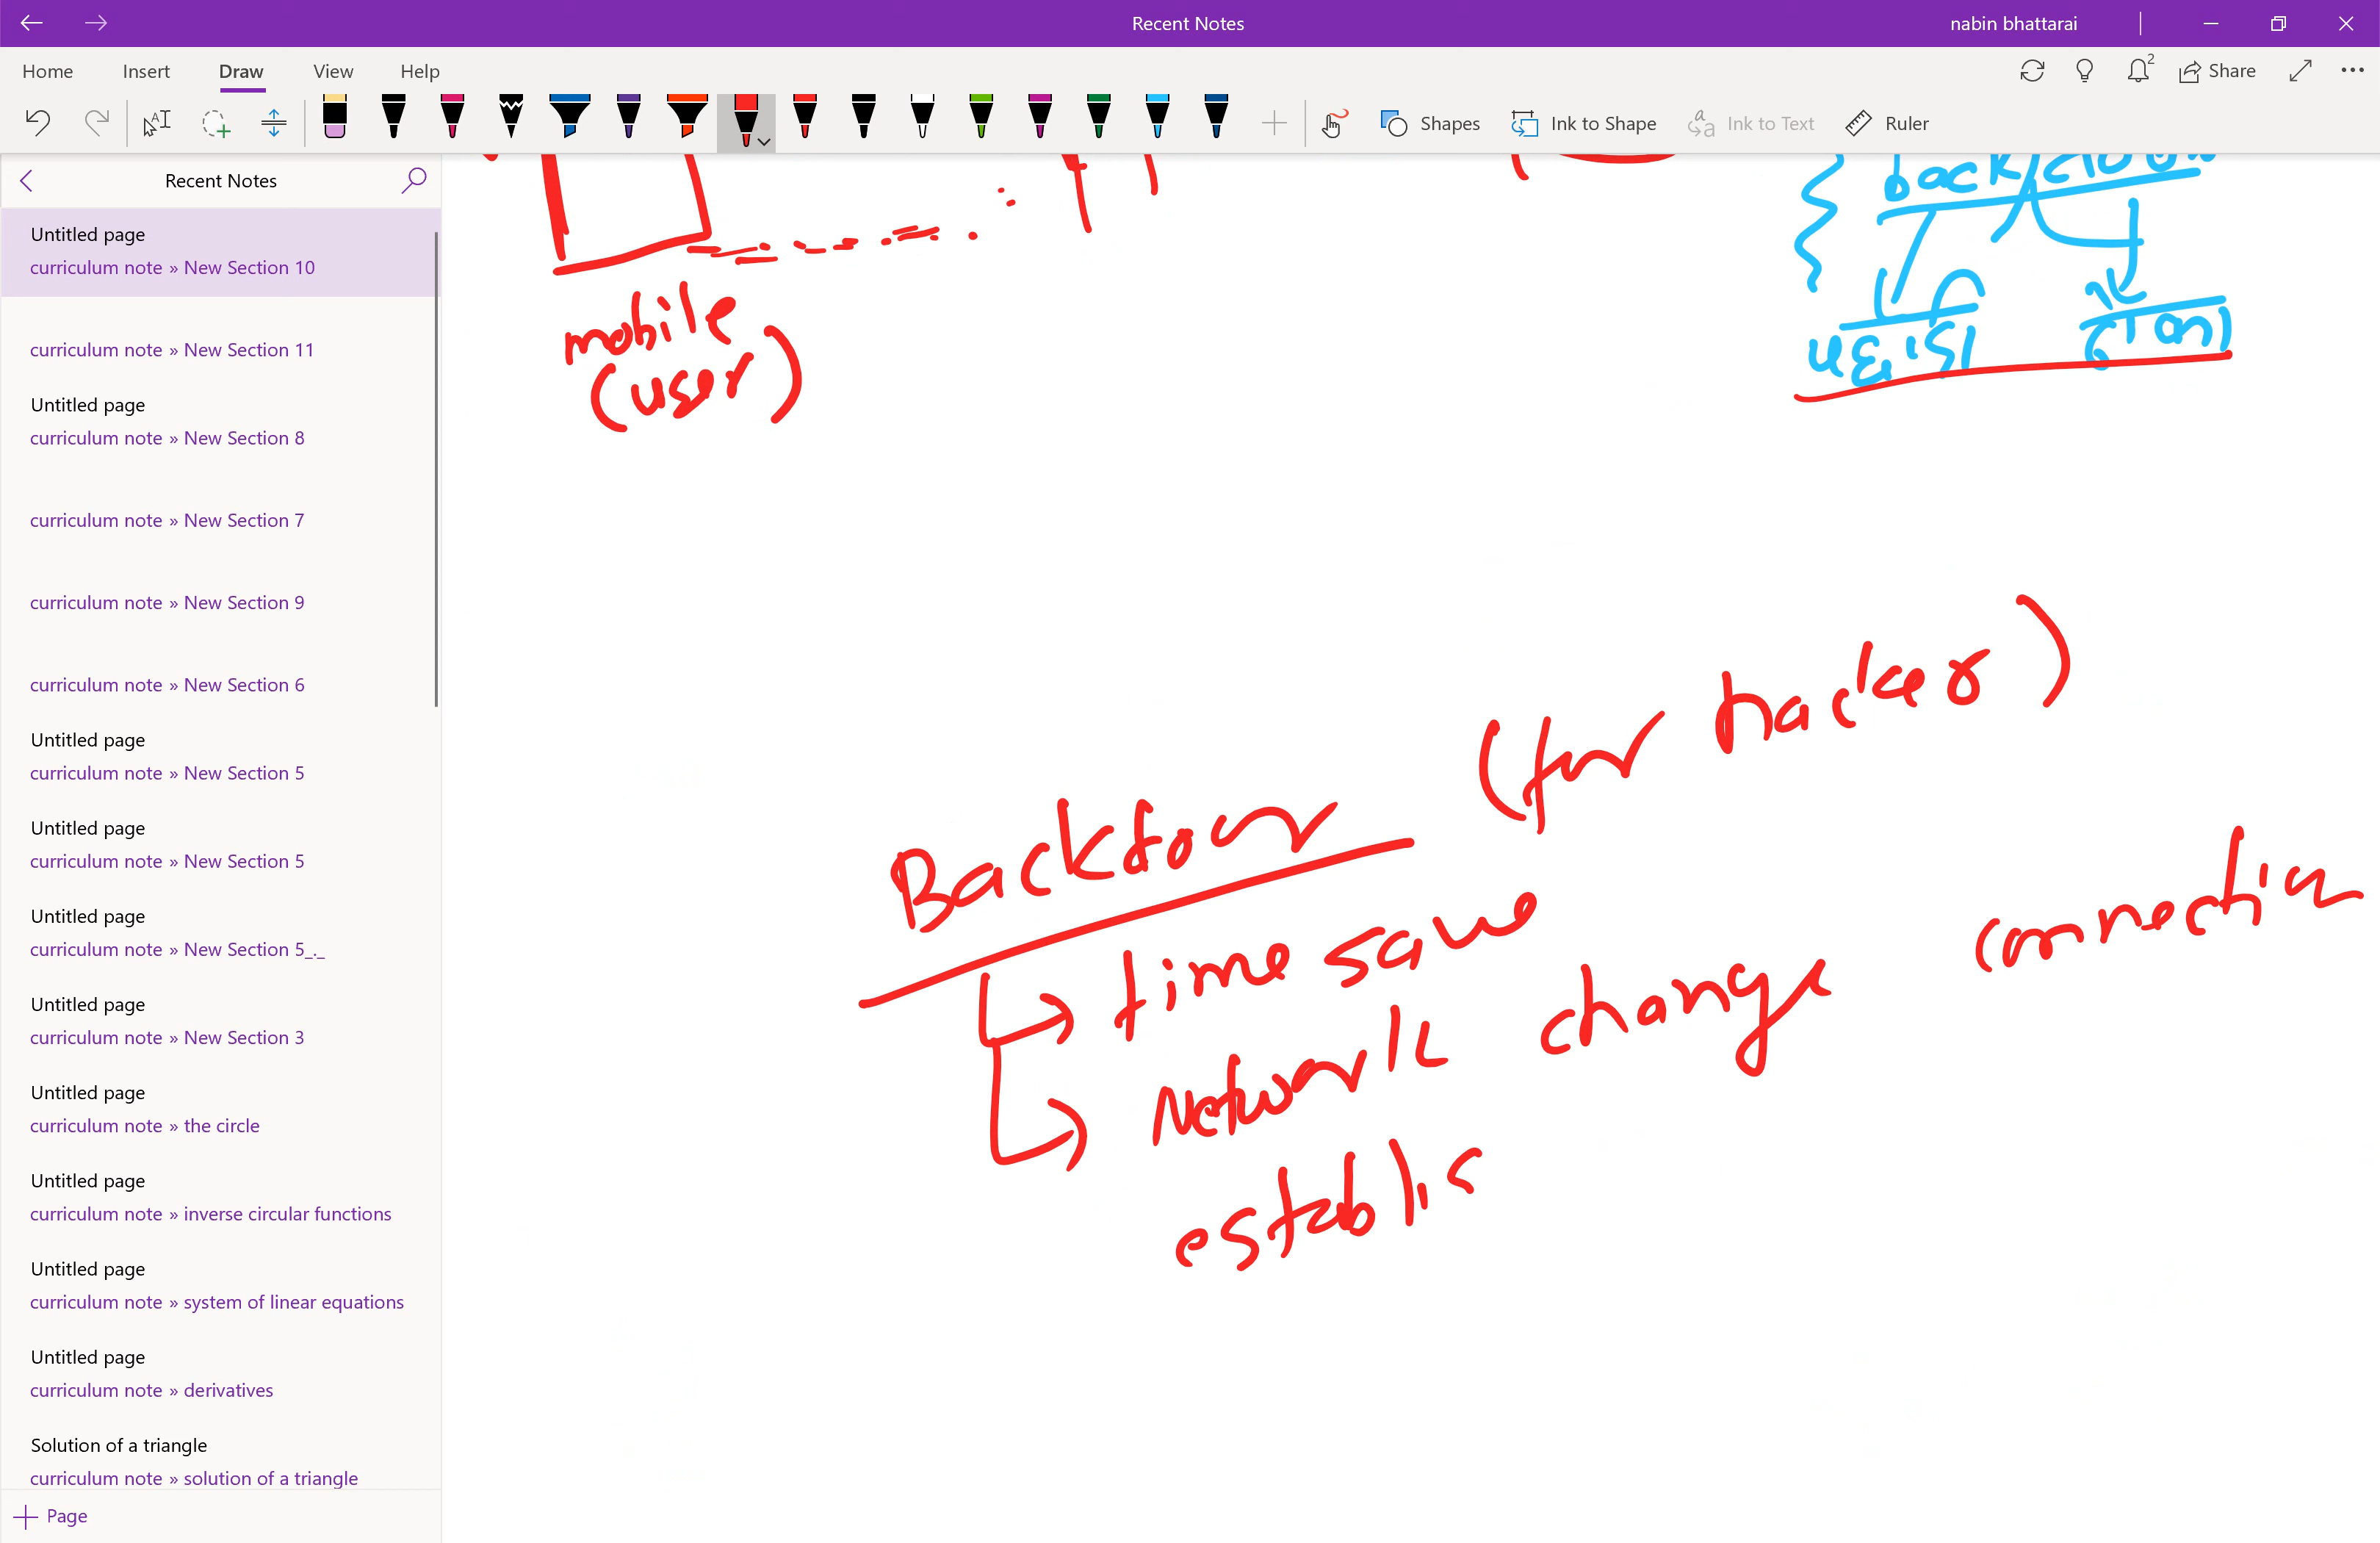 Recent Notes
nabin bhattarai
Home Insert Draw View Help
2 Share
Shapes Ink to Shape Ink to Text Ruler
Recent Notes
Untitled page
curriculum note » New Section 10
curriculum note » New Section 11
Untitled page
curriculum note » New Section 8
curriculum note » New Section 7
curriculum note » New Section 9
curriculum note » New Section 6
Untitled page
curriculum note » New Section 5
Untitled page
curriculum note » New Section 5
Untitled page
curriculum note » New Section 5_._
Untitled page
curriculum note » New Section 3
Untitled page
curriculum note » the circle
Untitled page
curriculum note » inverse circular functions
Untitled page
curriculum note » system of linear equations
Untitled page
curriculum note » derivatives
Solution of a triangle
curriculum note » solution of a triangle
Page
mobile
(user)
(for hacker)
time save
Network change connection
establis